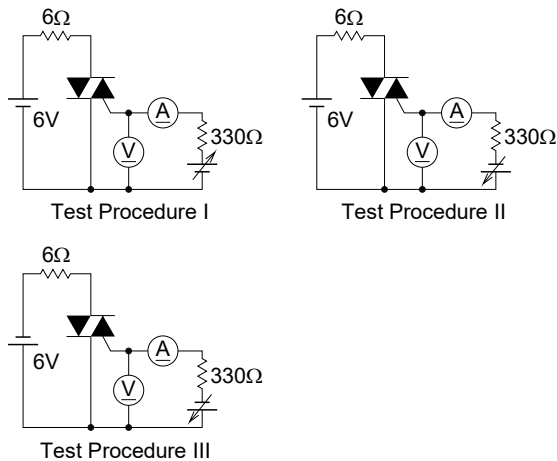 6Ω
6V
A
V
330Ω
Test Procedure I
6Ω
6V
A
V
330Ω
Test Procedure II
6Ω
6V
A
V
330Ω
Test Procedure III